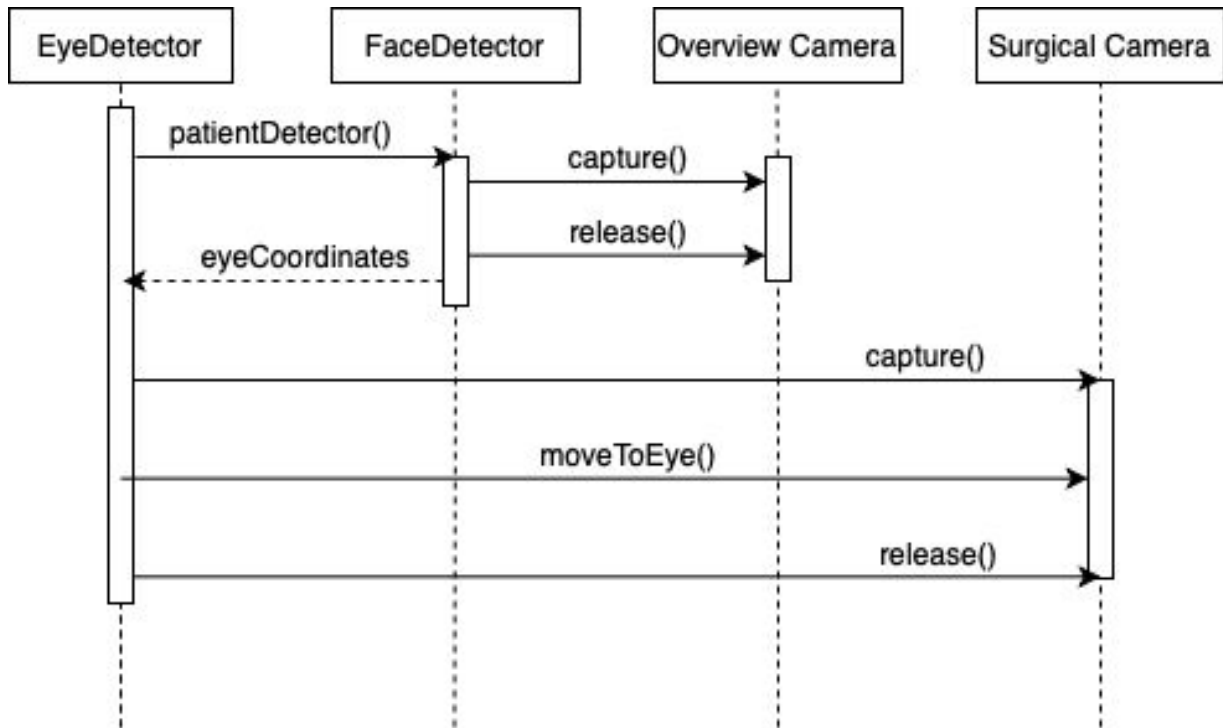 EyeDetector
FaceDetector
Overview Camera
Surgical Camera
patientDetector()
capture()
release()
eyeCoordinates
capture()
moveToEye()
release()